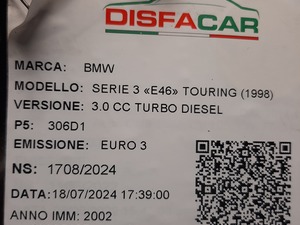 DISFACAR
MARCA: BMW
MODELLO: SERIE 3 «E46» TOURING (1998)
VERSIONE: 3.0 CC TURBO DIESEL
P5: 306D1
EMISSIONE: EURO 3
NS: 1708/2024
DATA:18/07/2024 17:39:00
ANNO IMM: 2002